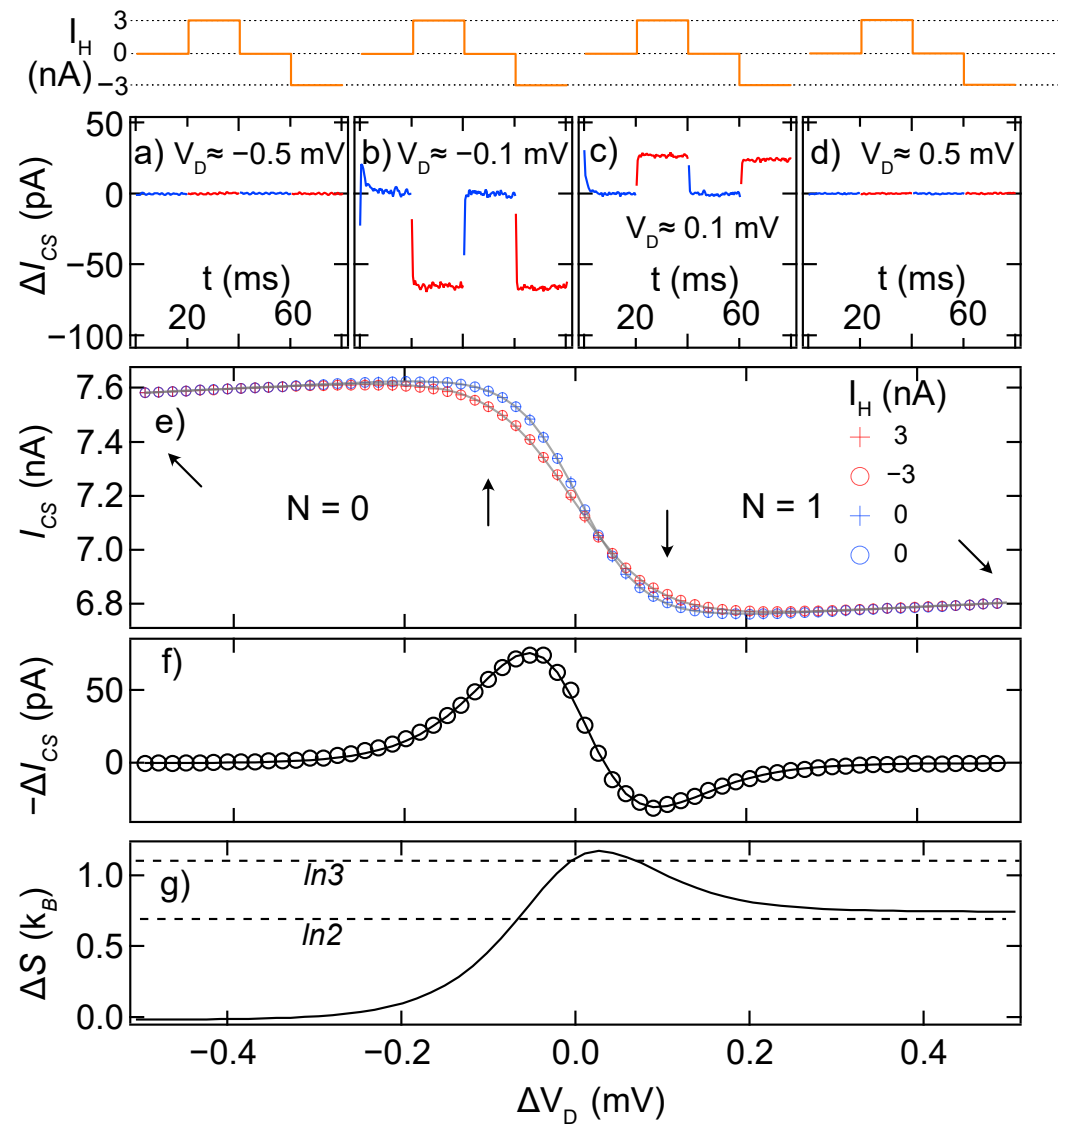 I_H (nA)
3
0
−3
ΔI_CS (pA)
50
0
−50
−100
a) V_D≈ −0.5 mV
t (ms)
20 60
b) V_D≈ −0.1 mV
c)
V_D≈ 0.1 mV
t (ms)
20 60
d) V_D≈ 0.5 mV
t (ms)
20 60
I_CS (nA)
7.6
7.4
7.2
7.0
6.8
e)
N = 0
N = 1
I_H (nA)
3
−3
0
0
−ΔI_CS (pA)
50
0
f)
ΔS (k_B)
1.0
0.5
0.0
g)
ln3
ln2
−0.4 −0.2 0.0 0.2 0.4
ΔV_D (mV)